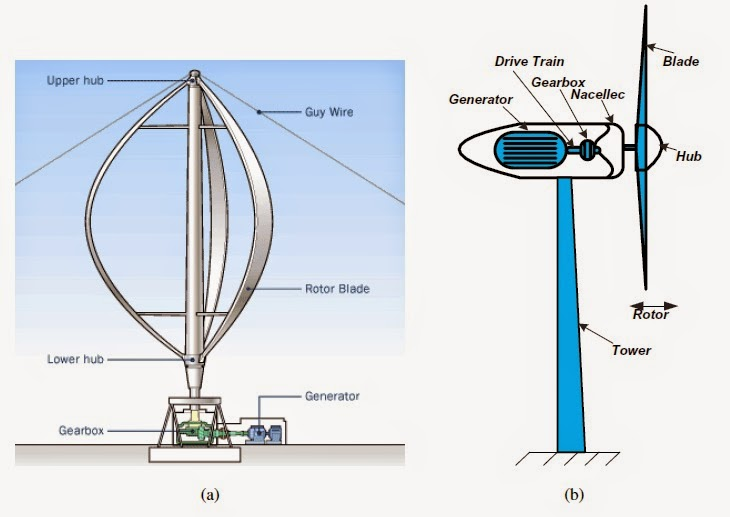 Upper hub
Guy Wire
Rotor Blade
Lower hub
Generator
Gearbox
(a)
Blade
Drive Train
Gearbox
Nacellec
Generator
Hub
Rotor
Tower
(b)